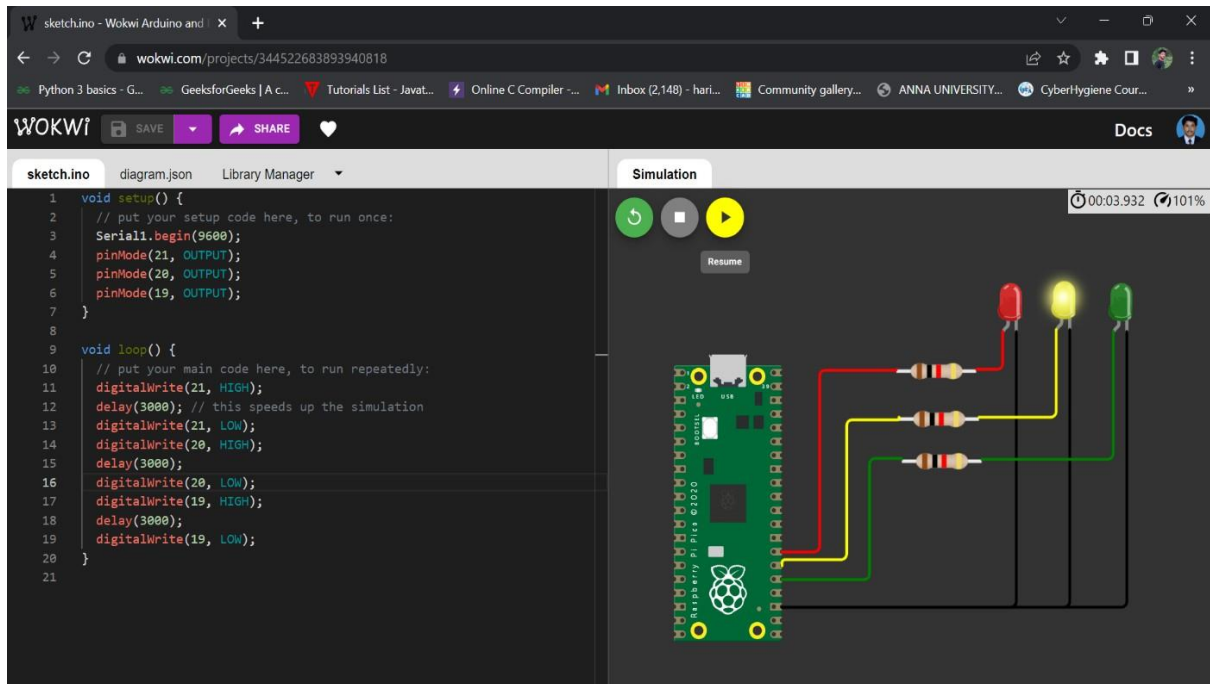 sketch.ino - Wokwi Arduino and
wokwi.com/projects/344522683893940818
Python 3 basics - G... GeeksforGeeks | A c... Tutorials List - Javat... Online C Compiler -... Inbox (2,148) - hari... Community gallery... ANNA UNIVERSITY... CyberHygiene Cour... »
WOKWi SAVE SHARE Docs
sketch.ino diagram.json Library Manager Simulation
1 void setup() {
2 // put your setup code here, to run once:
3 Serial1.begin(9600);
4 pinMode(21, OUTPUT);
5 pinMode(20, OUTPUT);
6 pinMode(19, OUTPUT);
7 }
8
9 void loop() {
10 // put your main code here, to run repeatedly:
11 digitalWrite(21, HIGH);
12 delay(3000); // this speeds up the simulation
13 digitalWrite(21, LOW);
14 digitalWrite(20, HIGH);
15 delay(3000);
16 digitalWrite(20, LOW);
17 digitalWrite(19, HIGH);
18 delay(3000);
19 digitalWrite(19, LOW);
20 }
21
00:03.932 101%
Resume
LED USB
BOOTSEL
Raspberry Pi Pico ©2020